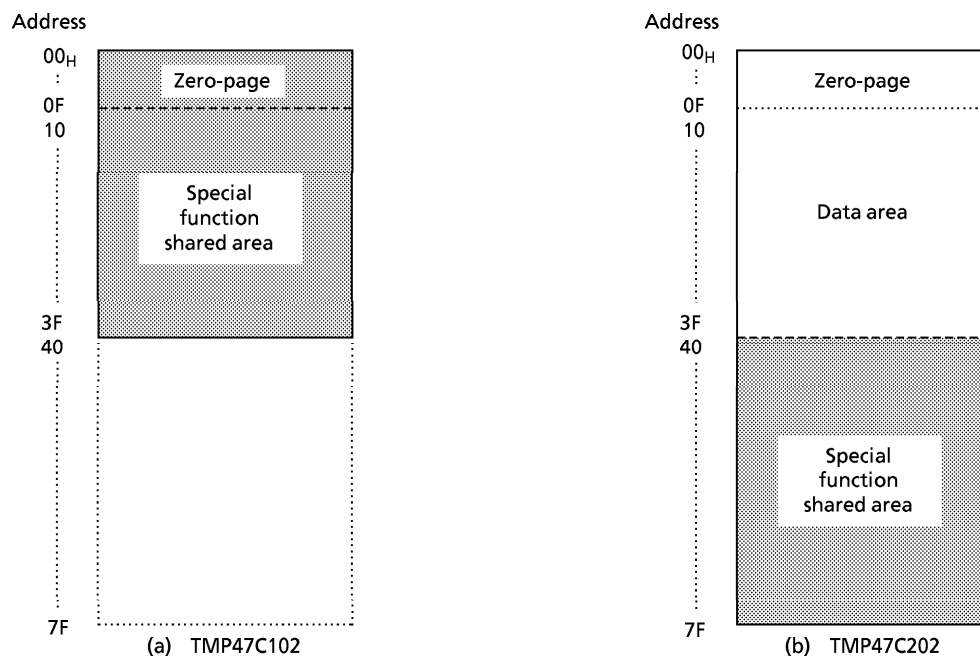 Address
00H
0F
10
3F
40
7F
Zero-page
Special
function
shared area
(a) TMP47C102
Address
00H
0F
10
3F
40
7F
Zero-page
Data area
Special
function
shared area
(b) TMP47C202